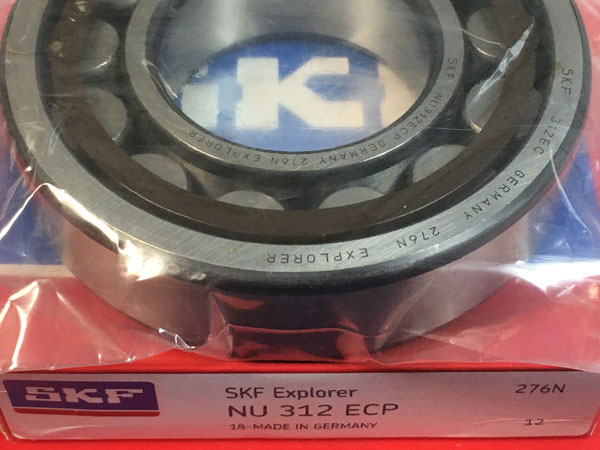 SKF NU312ECP GERMANY 276N EXPLORER
SKF 312EC GERMANY 276N EXPLORER
K
SKF
SKF Explorer
276N
NU 312 ECP
18-MADE IN GERMANY
12